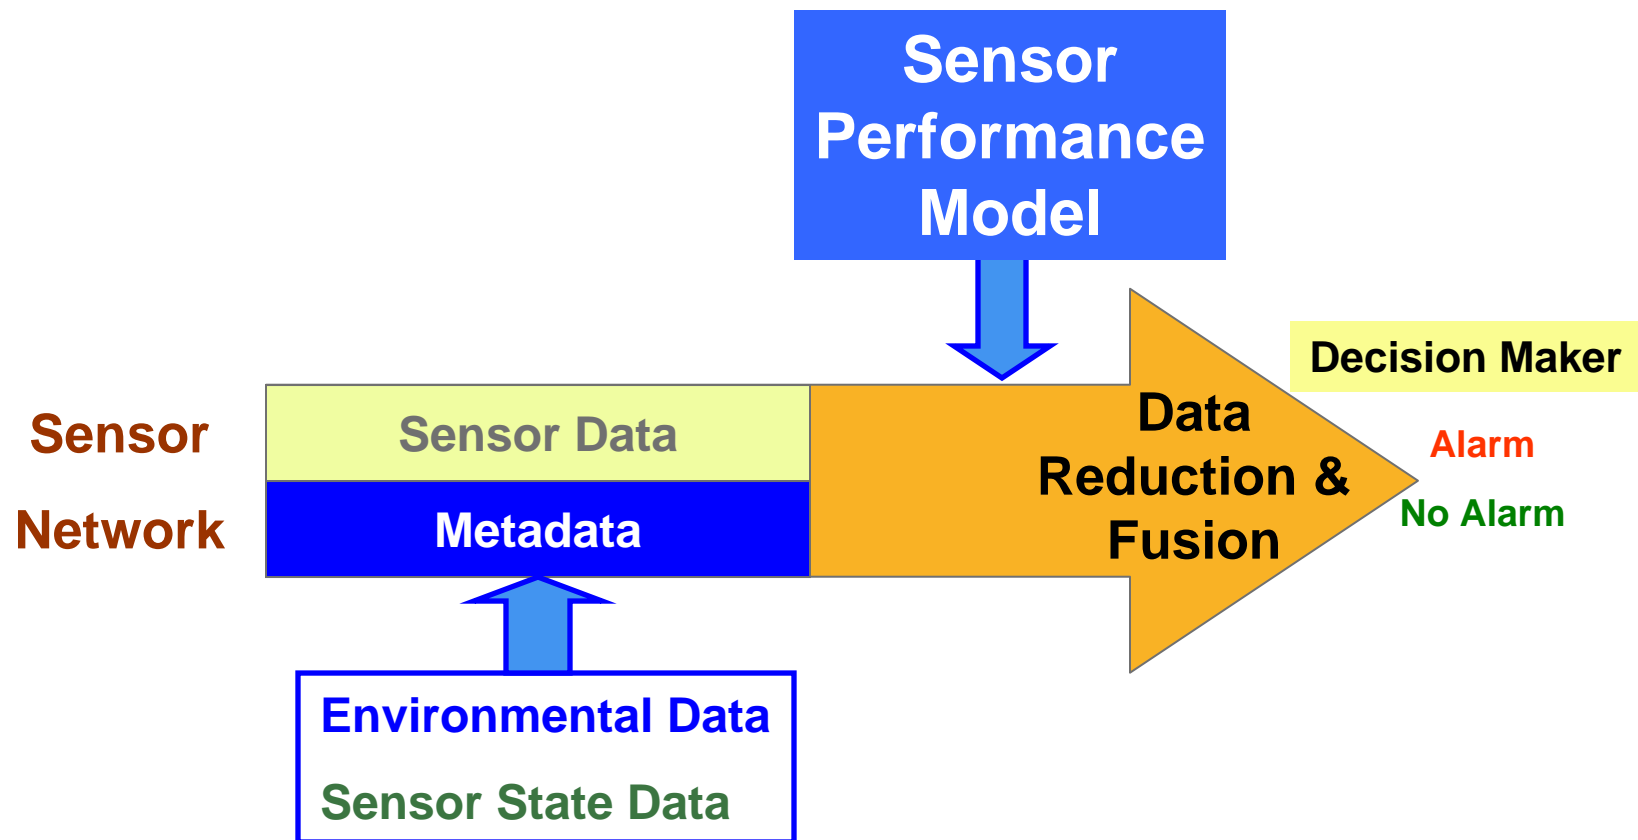 Sensor
Performance
Model
Decision Maker
Sensor
Network
Sensor Data
Metadata
Data
Reduction &
Fusion
Alarm
No Alarm
Environmental Data
Sensor State Data